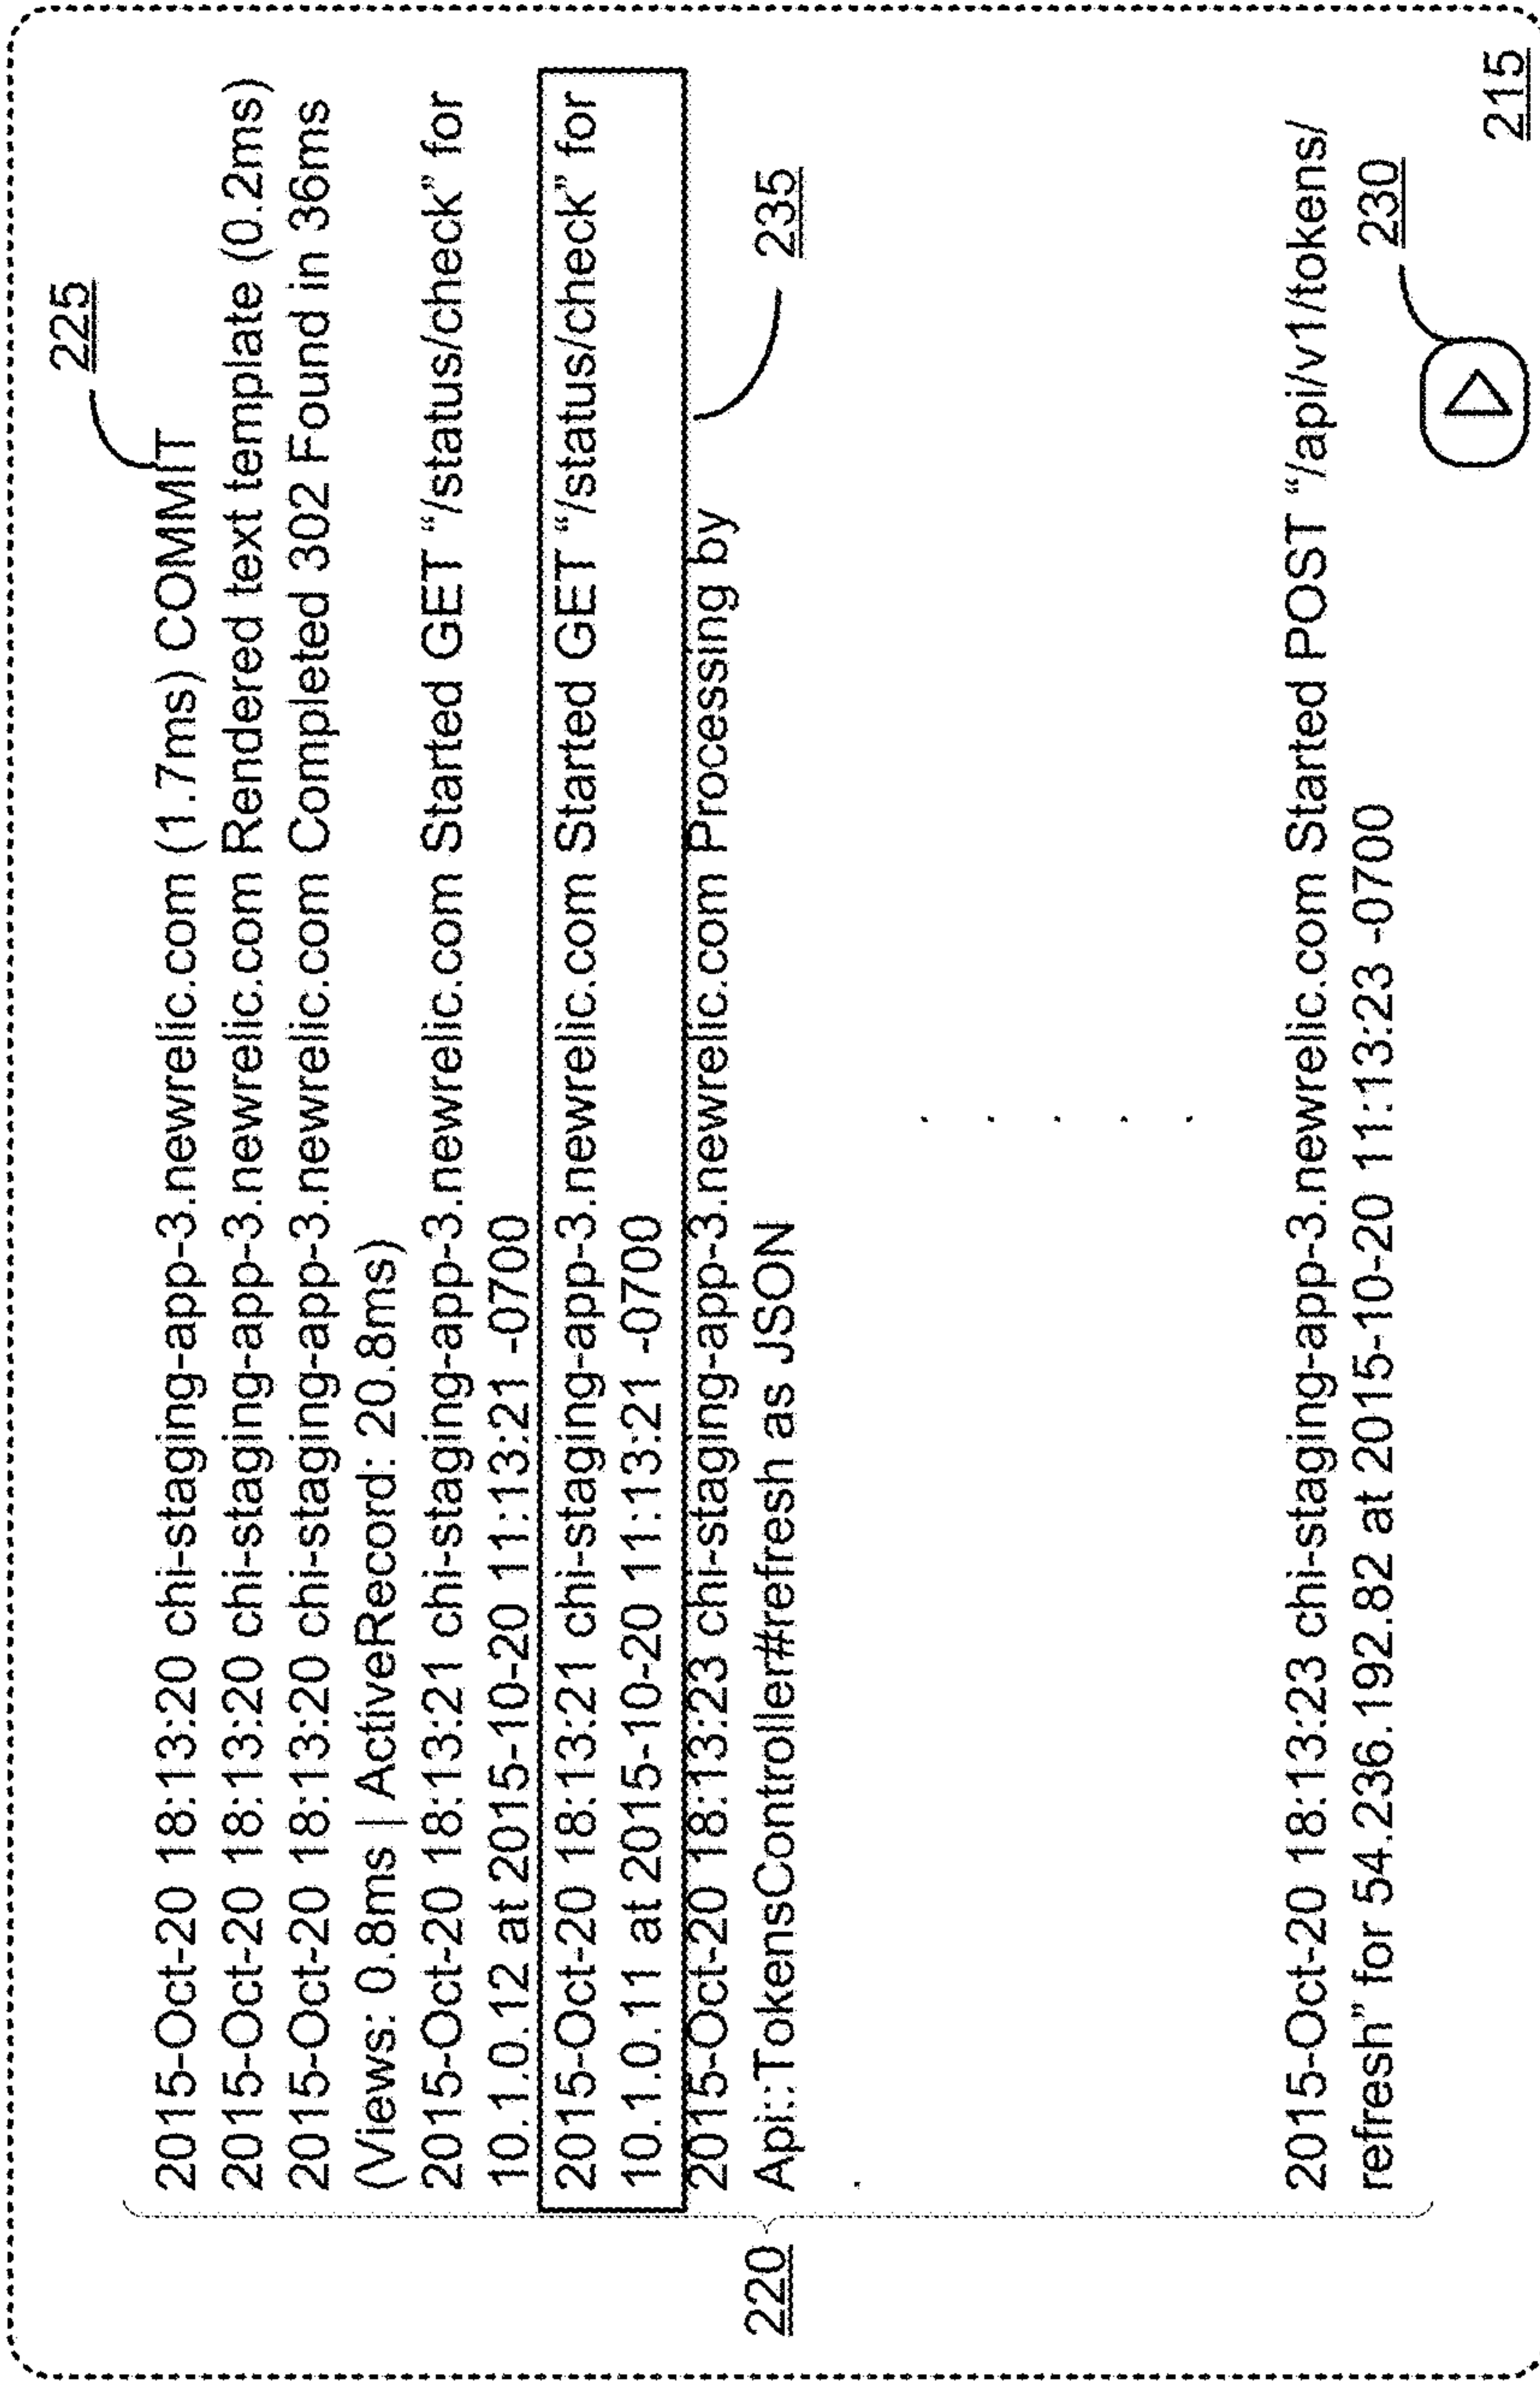 225
2015-Oct-20 18:13:20 chi-staging-app-3.newrelic.com (1.7ms) COMMIT
2015-Oct-20 18:13:20 chi-staging-app-3.newrelic.com Rendered text template (0.2ms)
2015-Oct-20 18:13:20 chi-staging-app-3.newrelic.com Completed 302 Found in 36ms
(Views: 0.8ms | ActiveRecord: 20.8ms)
2015-Oct-20 18:13:21 chi-staging-app-3.newrelic.com Started GET “/status/check” for
10.1.0.12 at 2015-10-20 11:13:21 -0700
2015-Oct-20 18:13:21 chi-staging-app-3.newrelic.com Started GET “/status/check” for
10.1.0.11 at 2015-10-20 11:13:21 -0700
2015-Oct-20 18:13:23 chi-staging-app-3.newrelic.com Processing by
Api::TokensController#refresh as JSON
220
235
.
. . . . .
2015-Oct-20 18:13:23 chi-staging-app-3.newrelic.com Started POST “/api/v1/tokens/
refresh” for 54.236.192.82 at 2015-10-20 11:13:23 -0700
230
215